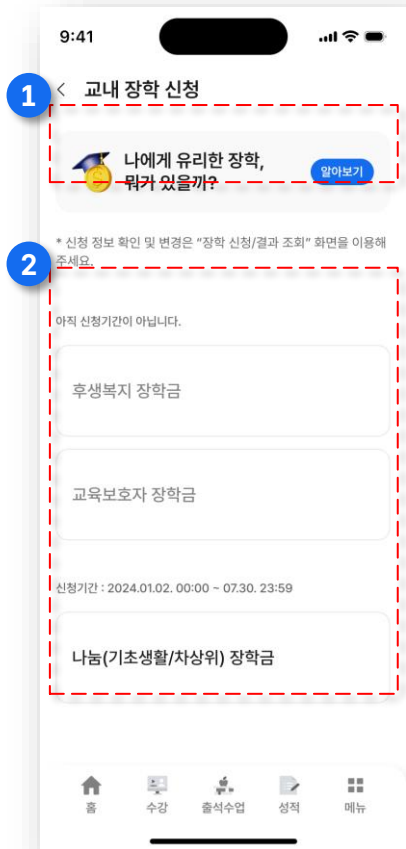 9:41
1
교내 장학 신청
나에게 유리한 장학,
뭐가 있을까?
알아보기
* 신청 정보 확인 및 변경은 “장학 신청/결과 조회” 화면을 이용해
주세요.
2
아직 신청기간이 아닙니다.
후생복지 장학금
교육보호자 장학금
신청기간 : 2024.01.02. 00:00 ~ 07.30. 23:59
나눔(기초생활/차상위) 장학금
홈 수강 출석수업 성적 메뉴